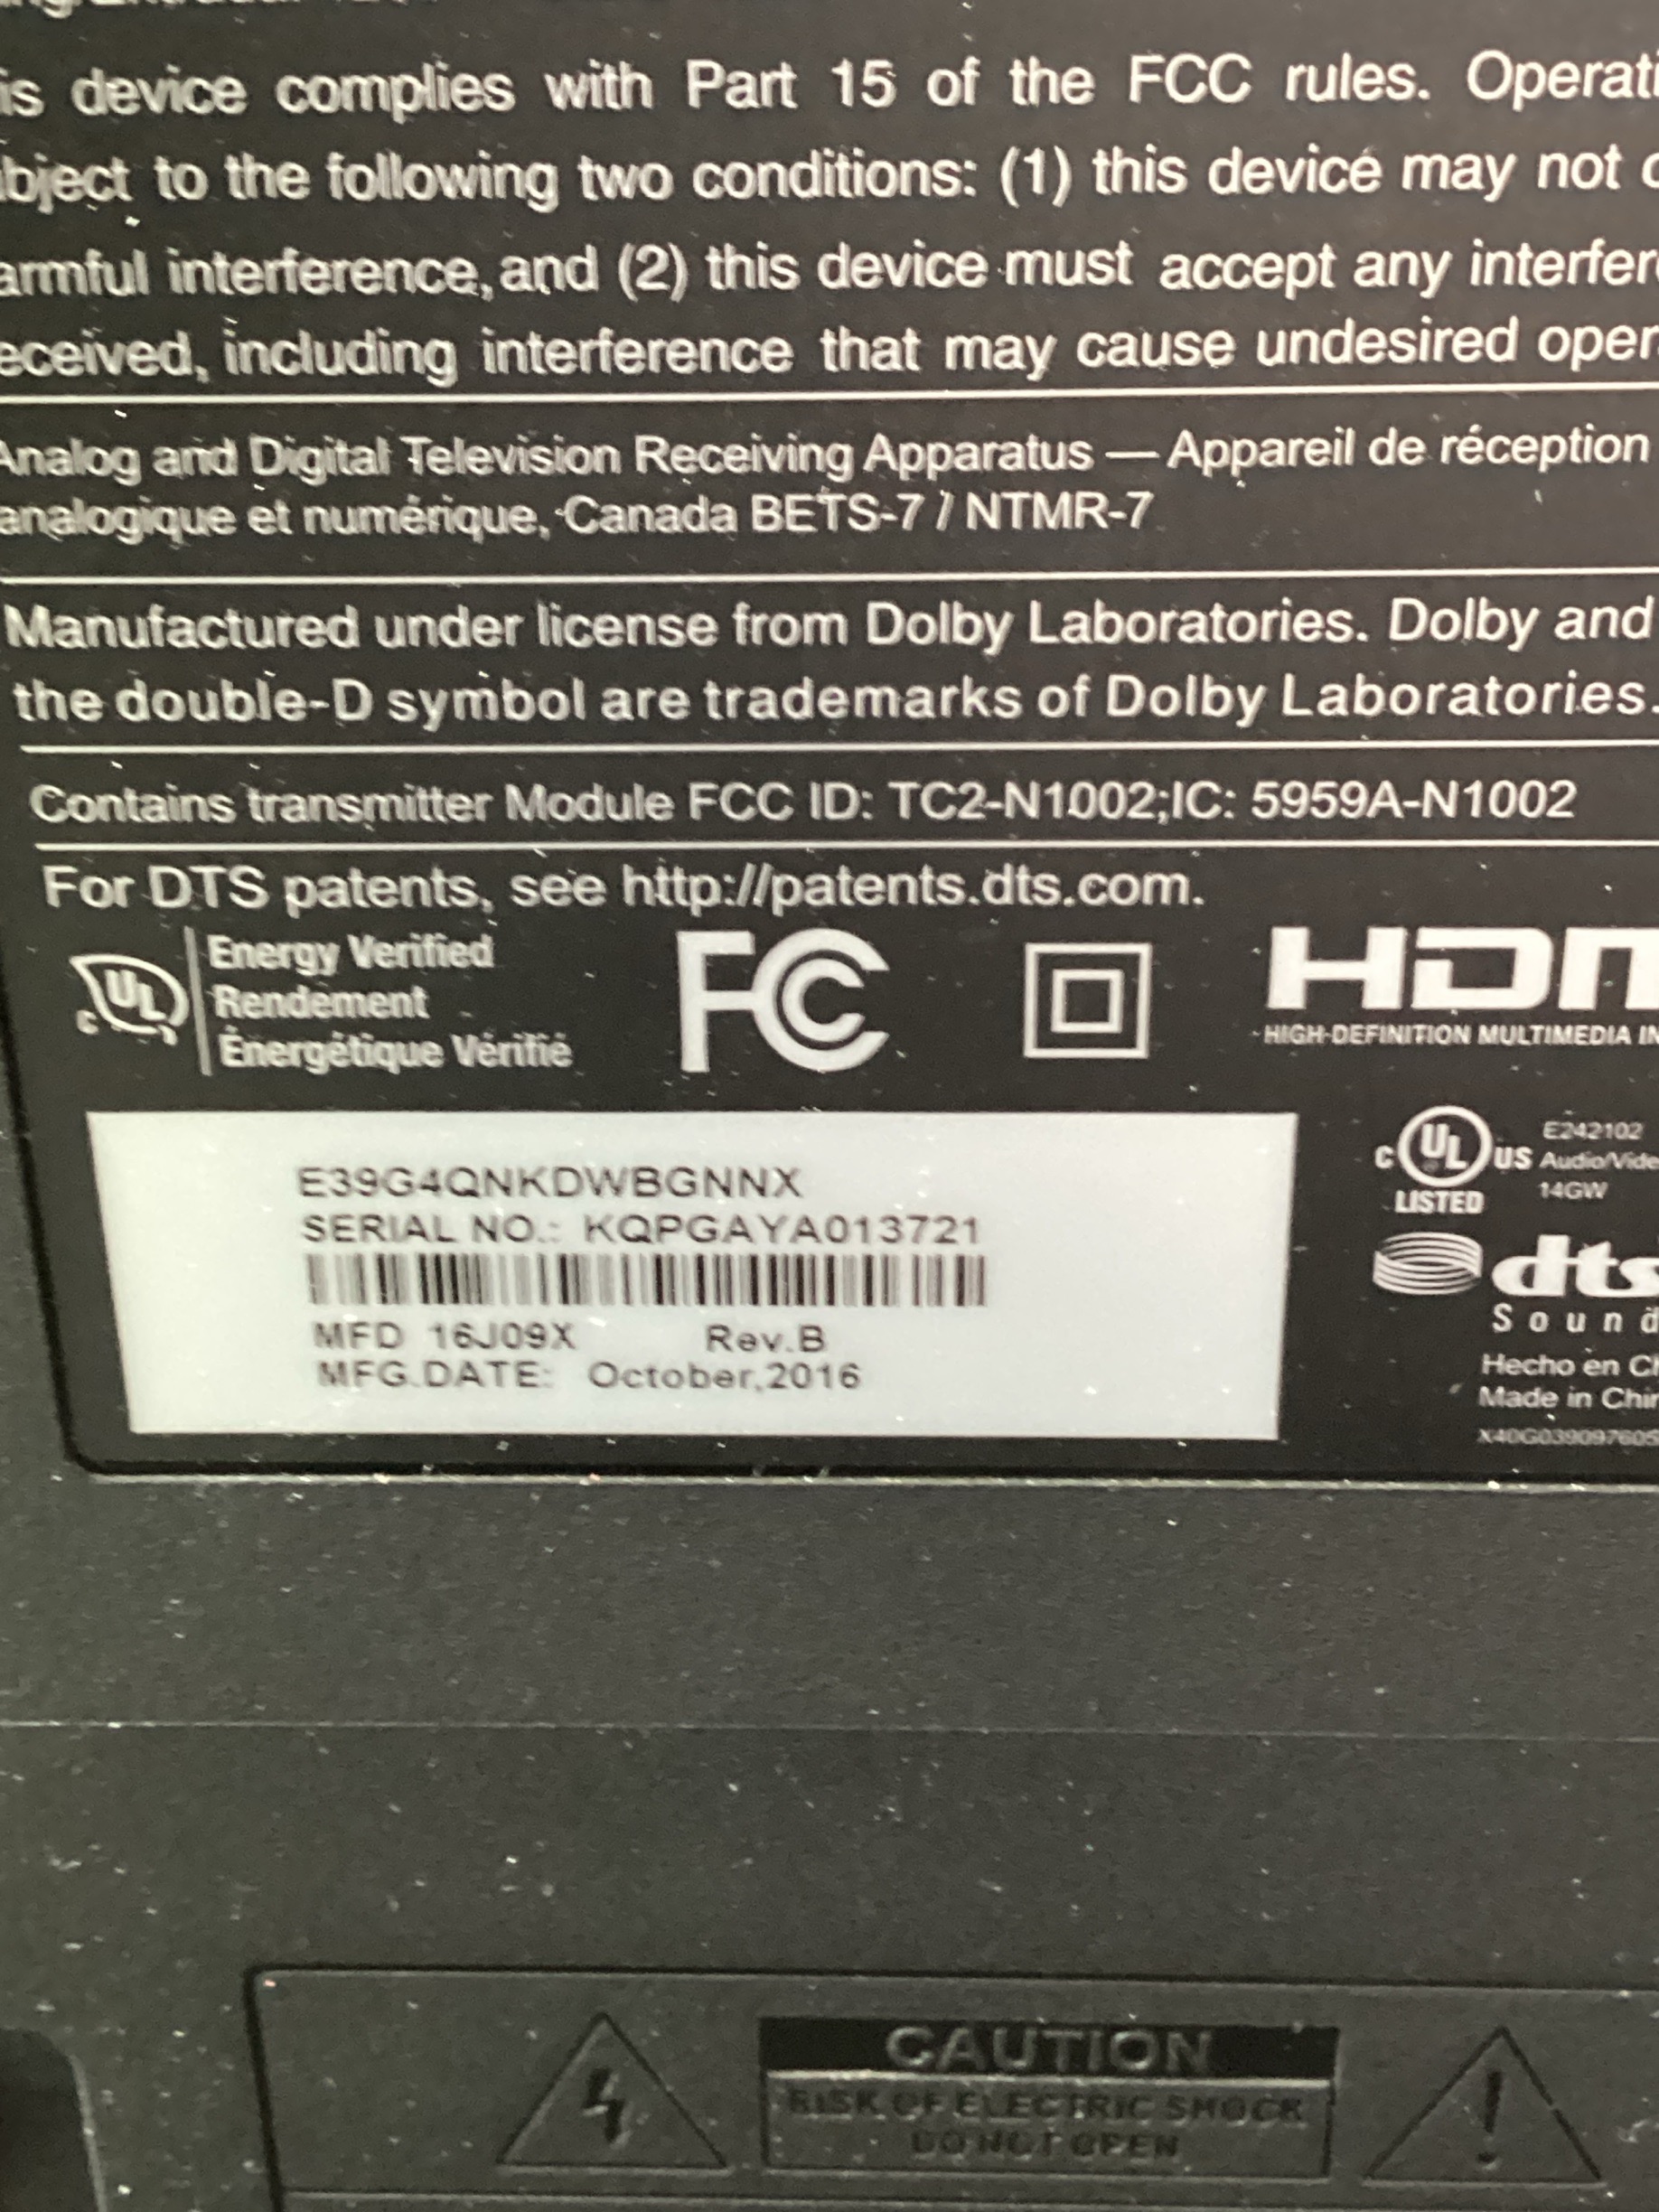 is device complies with Part 15 of the FCC rules. Operati
bject to the following two conditions: (1) this device may not c
armful interference, and (2) this device must accept any interfer
eceived, including interference that may cause undesired oper
Analog and Digital Television Receiving Apparatus — Appareil de réception
analogique et numérique, Canada BETS-7 / NTMR-7
Manufactured under license from Dolby Laboratories. Dolby and
the double-D symbol are trademarks of Dolby Laboratories.
Contains transmitter Module FCC ID: TC2-N1002;IC: 5959A-N1002
For DTS patents, see http://patents.dts.com.
c UL
Energy Verified
Rendement
Énergétique Vérifié
FC
HDM
HIGH-DEFINITION MULTIMEDIA IN
E39G4QNKDWBGNNX
SERIAL NO.: KQPGAYA013721
MFD 16J09X Rev.B
MFG.DATE: October,2016
c UL US
LISTED
E242102
Audio/Vide
14GW
dts
Sound
Hecho en Ch
Made in Chin
X40G039097605
CAUTION
RISK OF ELECTRIC SHOCK
DO NOT OPEN